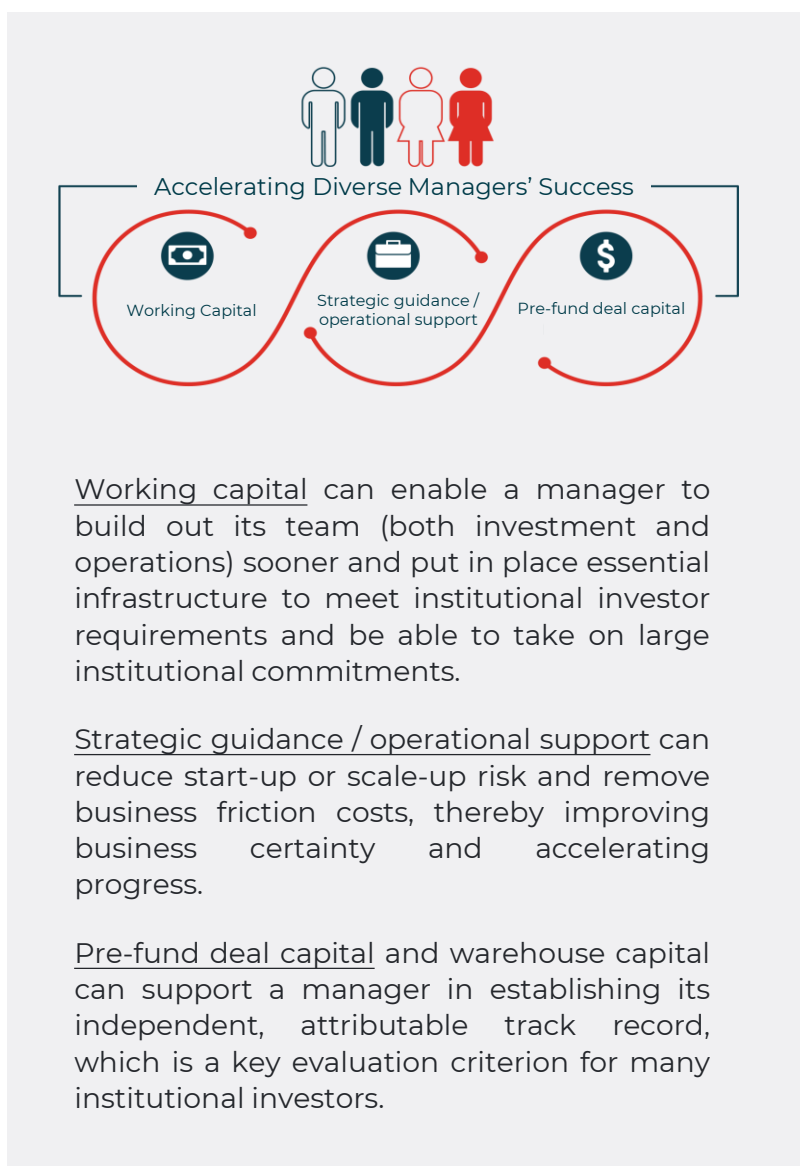 Accelerating Diverse Managers’ Success
Working Capital
Strategic guidance /
operational support
Pre-fund deal capital
Working capital can enable a manager to
build out its team (both investment and
operations) sooner and put in place essential
infrastructure to meet institutional investor
requirements and be able to take on large
institutional commitments.
Strategic guidance / operational support can
reduce start-up or scale-up risk and remove
business friction costs, thereby improving
business certainty and accelerating
progress.
Pre-fund deal capital and warehouse capital
can support a manager in establishing its
independent, attributable track record,
which is a key evaluation criterion for many
institutional investors.